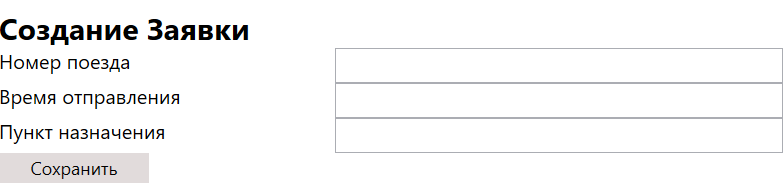 Создание Заявки
Номер поезда
Время отправления
Пункт назначения
Сохранить